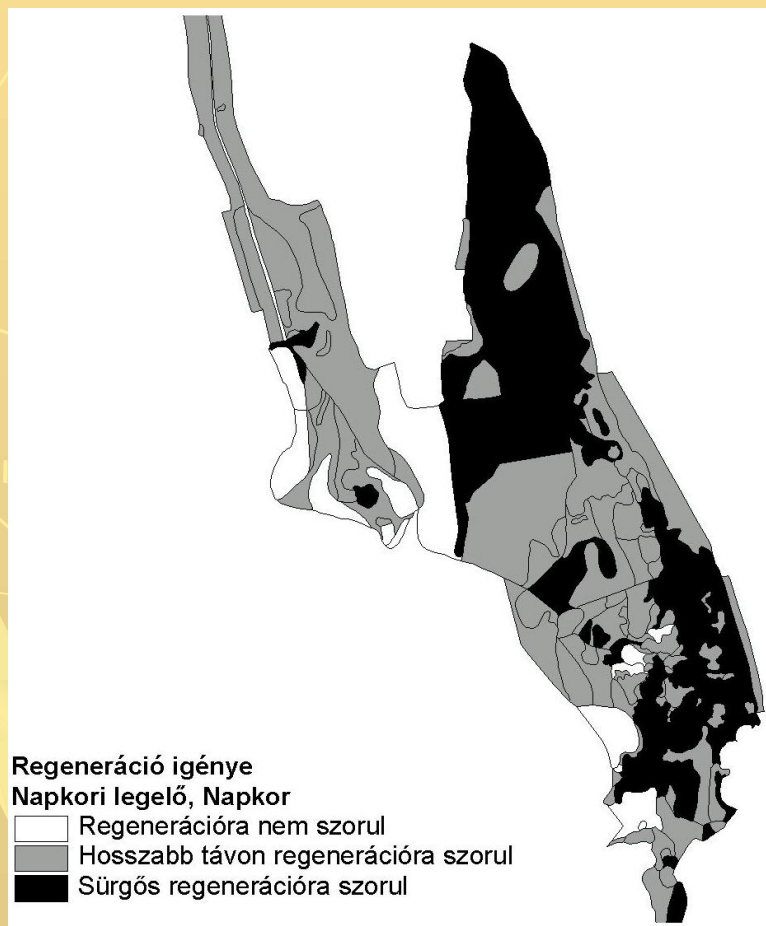 Regeneráció igénye
Napkori legelő, Napkor
Regenerációra nem szorul
Hosszabb távon regenerációra szorul
Sürgős regenerációra szorul